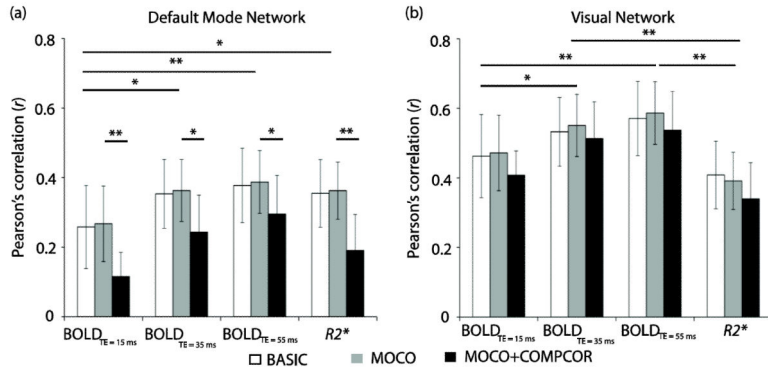 (a) Default Mode Network
0.8
0.6
0.4
0.2
0
Pearson's correlation (r)
*
**
*
** * * **
BOLD TE = 15 ms BOLD TE = 35 ms BOLD TE = 55 ms R2*
(b) Visual Network
0.8
0.6
0.4
0.2
0
Pearson's correlation (r)
**
** **
*
BOLD TE = 15 ms BOLD TE = 35 ms BOLD TE = 55 ms R2*
BASIC MOCO MOCO+COMPCOR